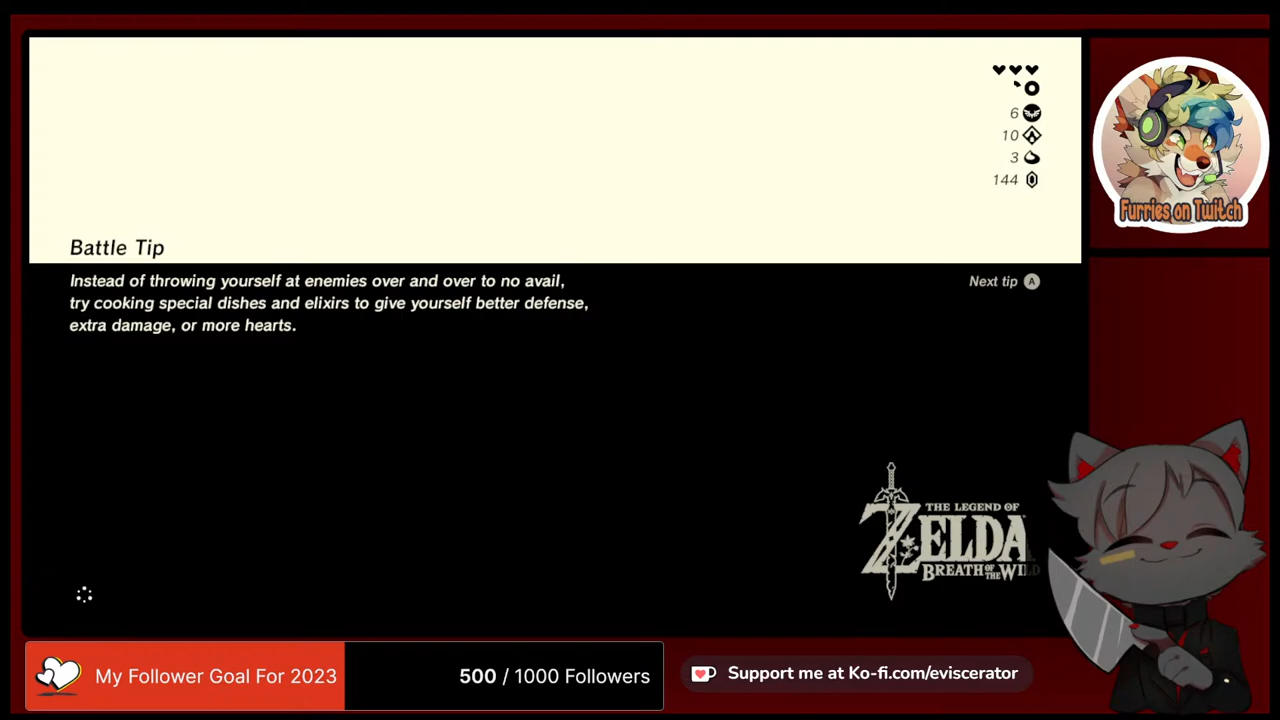 6
10
3
144
Battle Tip
Instead of throwing yourself at enemies over and over to no avail,
try cooking special dishes and elixirs to give yourself better defense,
extra damage, or more hearts.
Next tip A
THE LEGEND OF
ZELDA
BREATH OF THE WILD
Furries on Twitch
My Follower Goal For 2023
500 / 1000 Followers
Support me at Ko-fi.com/eviscerator